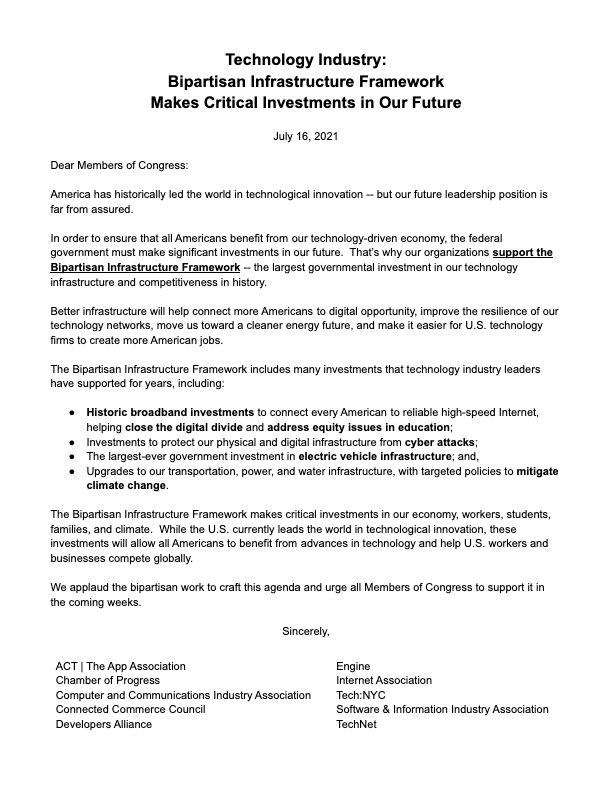 Technology Industry:
Bipartisan Infrastructure Framework
Makes Critical Investments in Our Future
July 16, 2021
Dear Members of Congress:
America has historically led the world in technological innovation -- but our future leadership position is
far from assured.
In order to ensure that all Americans benefit from our technology-driven economy, the federal
government must make significant investments in our future.  That's why our organizations support the
Bipartisan Infrastructure Framework -- the largest governmental investment in our technology
infrastructure and competitiveness in history.
Better infrastructure will help connect more Americans to digital opportunity, improve the resilience of our
technology networks, move us toward a cleaner energy future, and make it easier for U.S. technology
firms to create more American jobs.
The Bipartisan Infrastructure Framework includes many investments that technology industry leaders
have supported for years, including:
● Historic broadband investments to connect every American to reliable high-speed Internet,
helping close the digital divide and address equity issues in education;
● Investments to protect our physical and digital infrastructure from cyber attacks;
● The largest-ever government investment in electric vehicle infrastructure; and,
● Upgrades to our transportation, power, and water infrastructure, with targeted policies to mitigate
climate change.
The Bipartisan Infrastructure Framework makes critical investments in our economy, workers, students,
families, and climate.  While the U.S. currently leads the world in technological innovation, these
investments will allow all Americans to benefit from advances in technology and help U.S. workers and
businesses compete globally.
We applaud the bipartisan work to craft this agenda and urge all Members of Congress to support it in
the coming weeks.
Sincerely,
ACT | The App Association
Chamber of Progress
Computer and Communications Industry Association
Connected Commerce Council
Developers Alliance
Engine
Internet Association
Tech:NYC
Software & Information Industry Association
TechNet